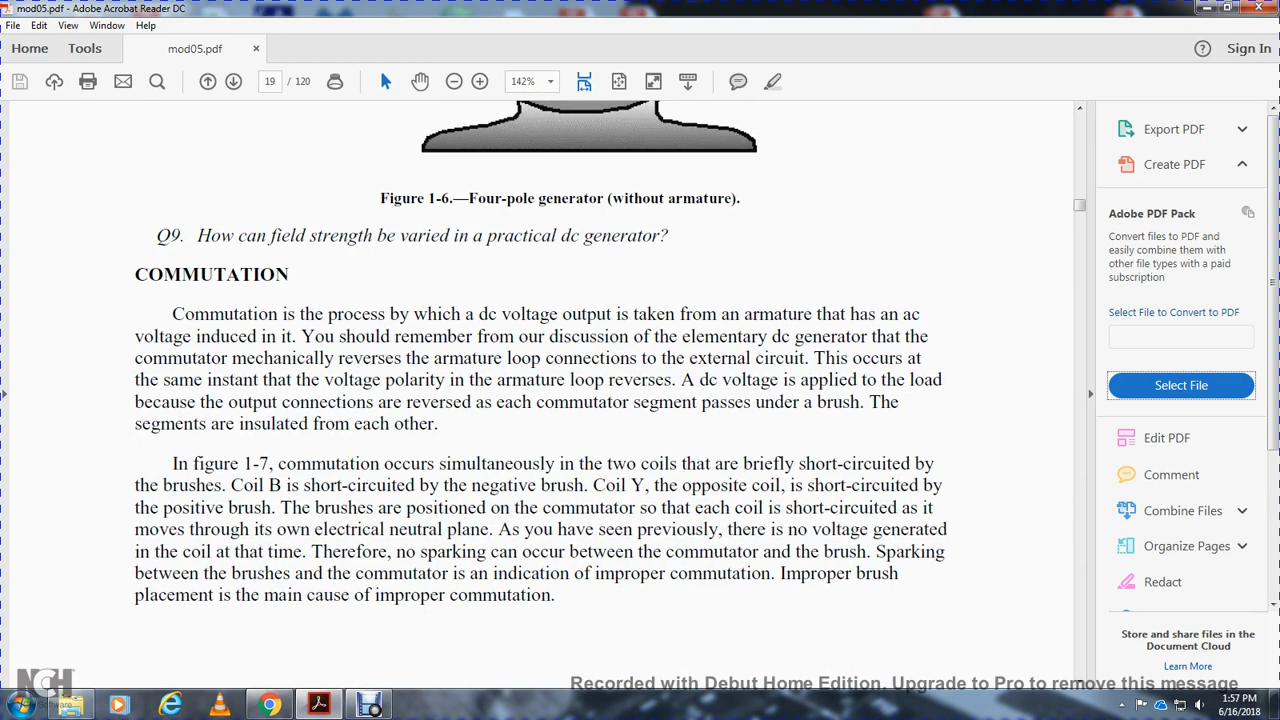 mod05.pdf - Adobe Acrobat Reader DC
File Edit View Window Help
Home Tools mod05.pdf × Sign In
19 / 120 142%
Figure 1-6.—Four-pole generator (without armature).
Q9. How can field strength be varied in a practical dc generator?
COMMUTATION
Commutation is the process by which a dc voltage output is taken from an armature that has an ac
voltage induced in it. You should remember from our discussion of the elementary dc generator that the
commutator mechanically reverses the armature loop connections to the external circuit. This occurs at
the same instant that the voltage polarity in the armature loop reverses. A dc voltage is applied to the load
because the output connections are reversed as each commutator segment passes under a brush. The
segments are insulated from each other.
In figure 1-7, commutation occurs simultaneously in the two coils that are briefly short-circuited by
the brushes. Coil B is short-circuited by the negative brush. Coil Y, the opposite coil, is short-circuited by
the positive brush. The brushes are positioned on the commutator so that each coil is short-circuited as it
moves through its own electrical neutral plane. As you have seen previously, there is no voltage generated
in the coil at that time. Therefore, no sparking can occur between the commutator and the brush. Sparking
between the brushes and the commutator is an indication of improper commutation. Improper brush
placement is the main cause of improper commutation.
Export PDF
Create PDF
Adobe PDF Pack
Convert files to PDF and
easily combine them with
other file types with a paid
subscription
Select File to Convert to PDF
Select File
Edit PDF
Comment
Combine Files
Organize Pages
Redact
Store and share files in the
Document Cloud
Learn More
NCH
Software
Recorded with Debut Home Edition. Upgrade to Pro to remove this message
1:57 PM
6/16/2018